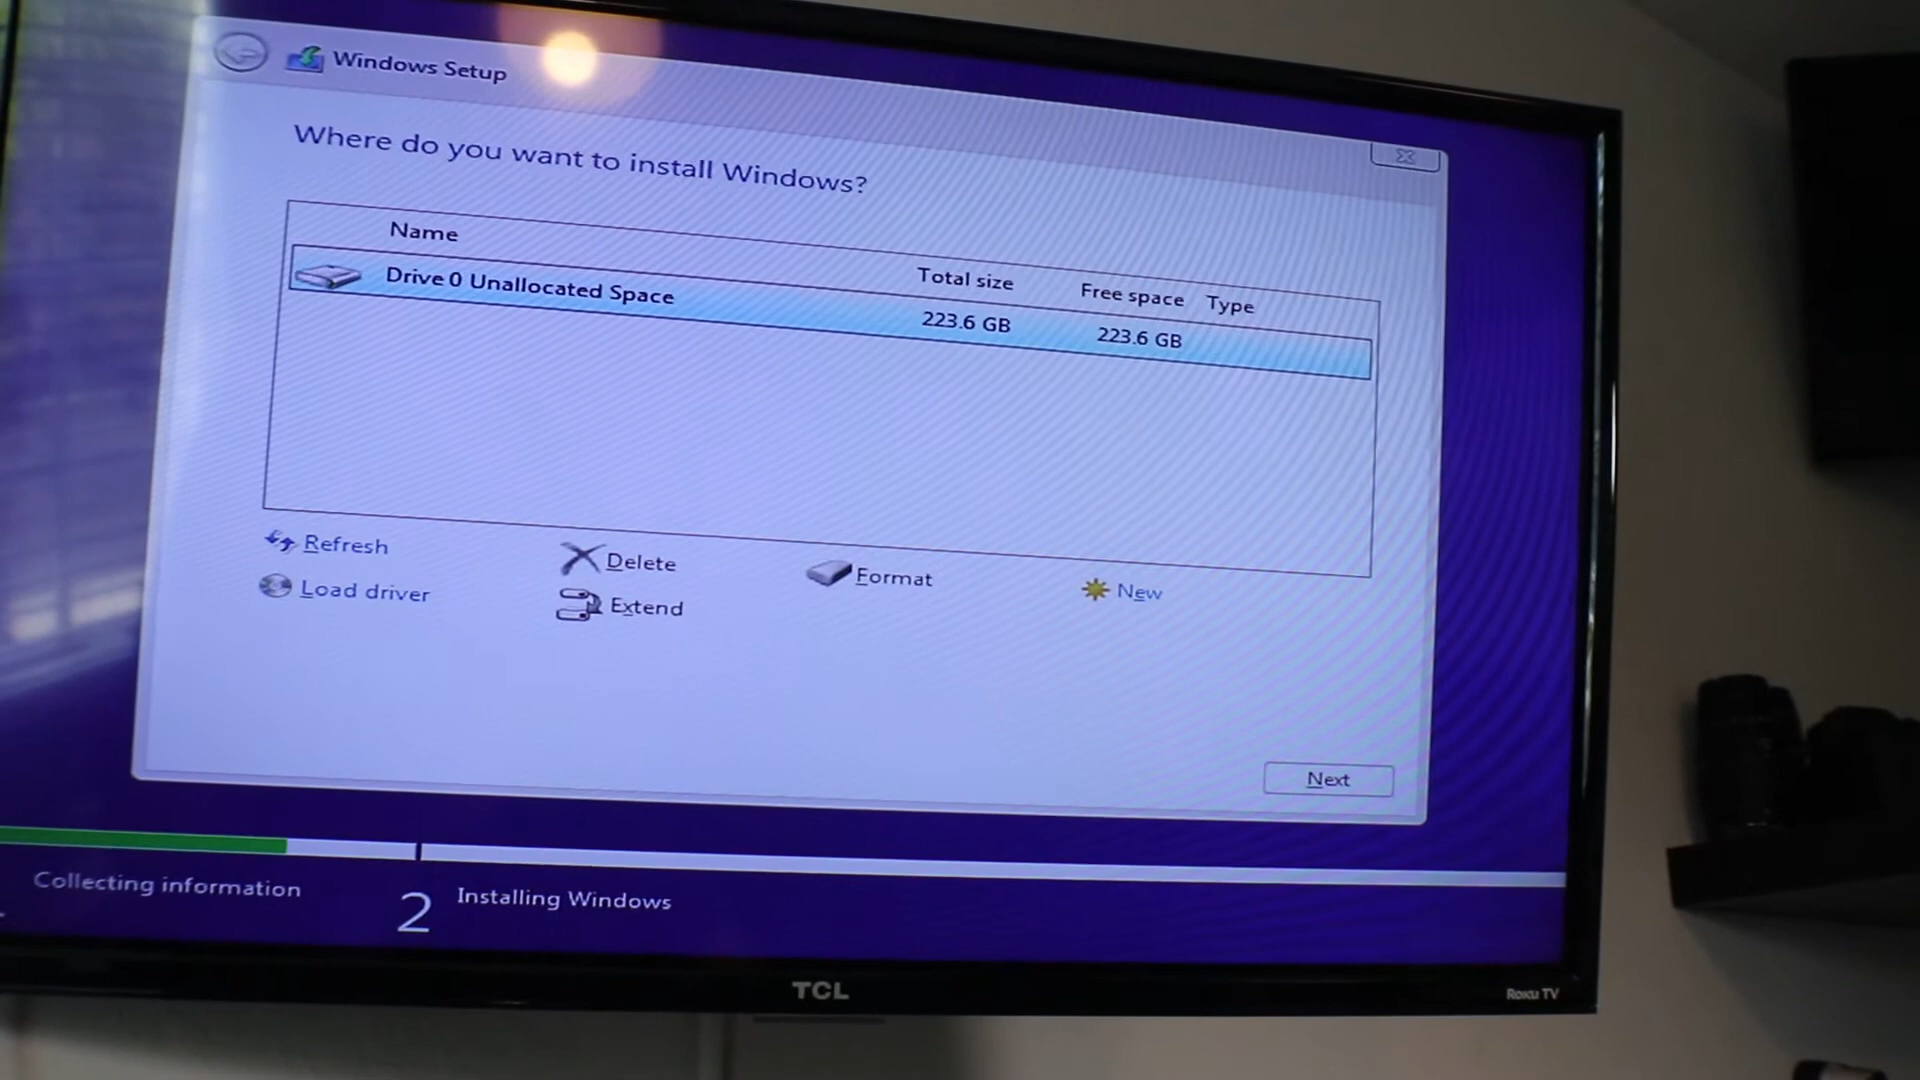 Windows Setup
Where do you want to install Windows?
Name Total size Free space Type
Drive 0 Unallocated Space 223.6 GB 223.6 GB
Refresh Delete Format New
Load driver Extend
Next
Collecting information 2 Installing Windows
TCL
Roku TV